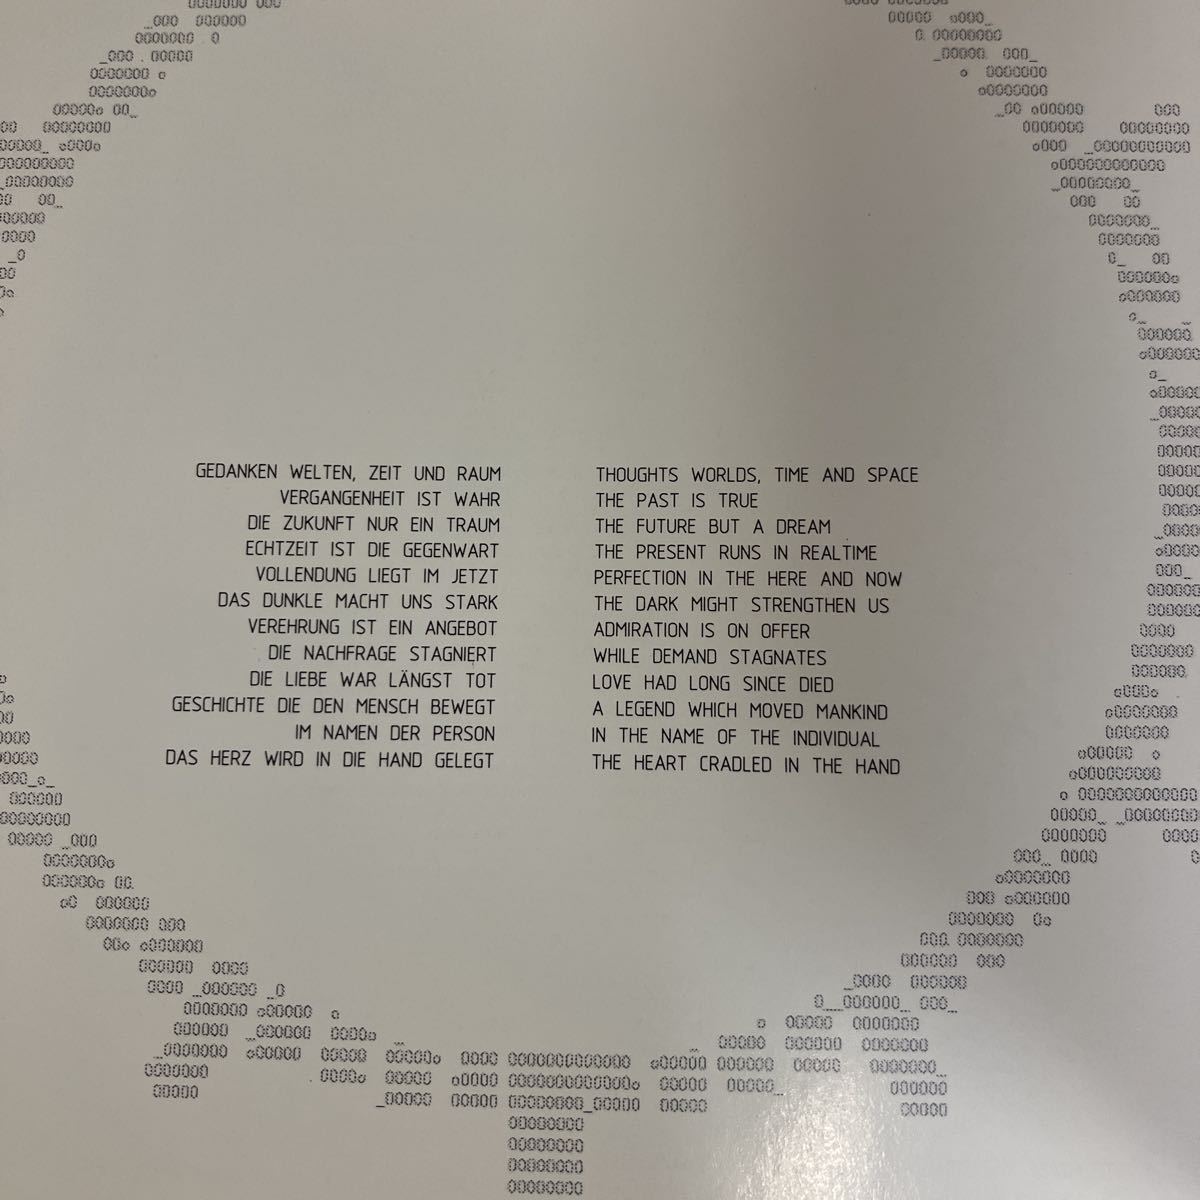 GEDANKEN WELTEN, ZEIT UND RAUM
VERGANGENHEIT IST WAHR
DIE ZUKUNFT NUR EIN TRAUM
ECHTZEIT IST DIE GEGENWART
VOLLENDUNG LIEGT IM JETZT
DAS DUNKLE MACHT UNS STARK
VEREHRUNG IST EIN ANGEBOT
DIE NACHFRAGE STAGNIERT
DIE LIEBE WAR LÄNGST TOT
GESCHICHTE DIE DEN MENSCH BEWEGT
IM NAMEN DER PERSON
DAS HERZ WIRD IN DIE HAND GELEGT
THOUGHTS WORLDS, TIME AND SPACE
THE PAST IS TRUE
THE FUTURE BUT A DREAM
THE PRESENT RUNS IN REALTIME
PERFECTION IN THE HERE AND NOW
THE DARK MIGHT STRENGTHEN US
ADMIRATION IS ON OFFER
WHILE DEMAND STAGNATES
LOVE HAD LONG SINCE DIED
A LEGEND WHICH MOVED MANKIND
IN THE NAME OF THE INDIVIDUAL
THE HEART CRADLED IN THE HAND